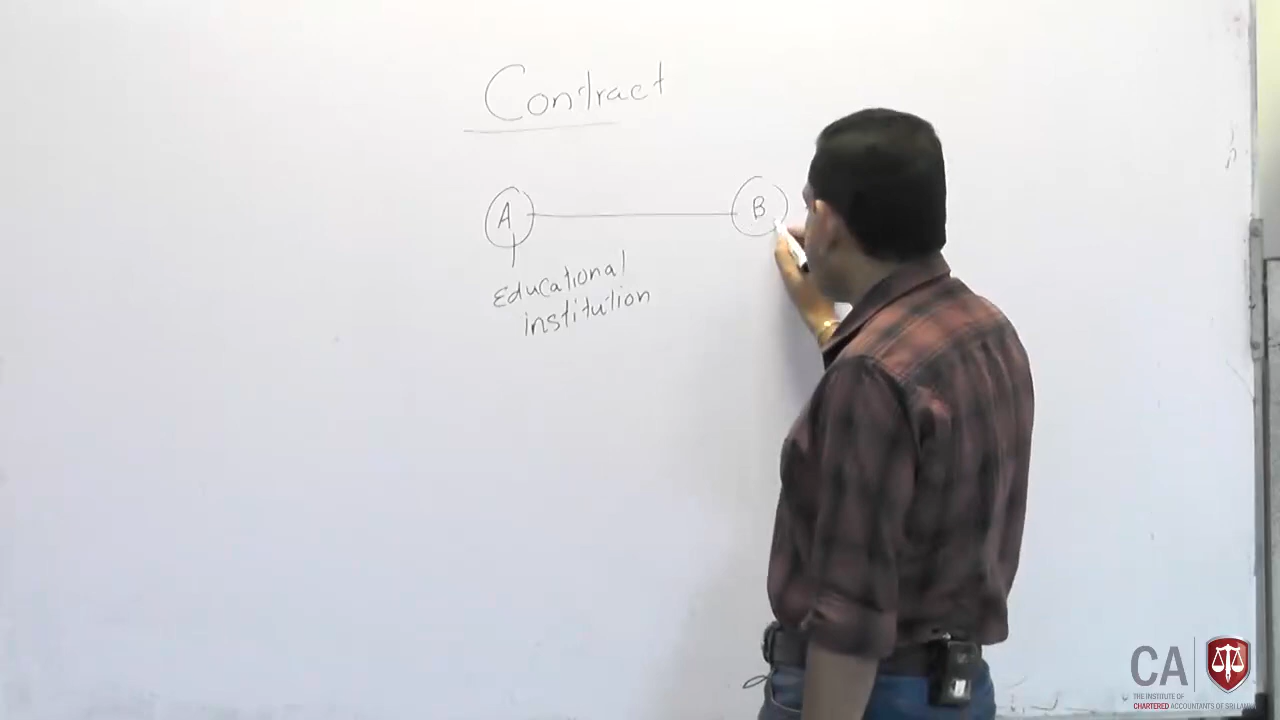 Contract
A
B
Educational
institution
CA
THE INSTITUTE OF
CHARTERED ACCOUNTANTS OF SRI LANKA